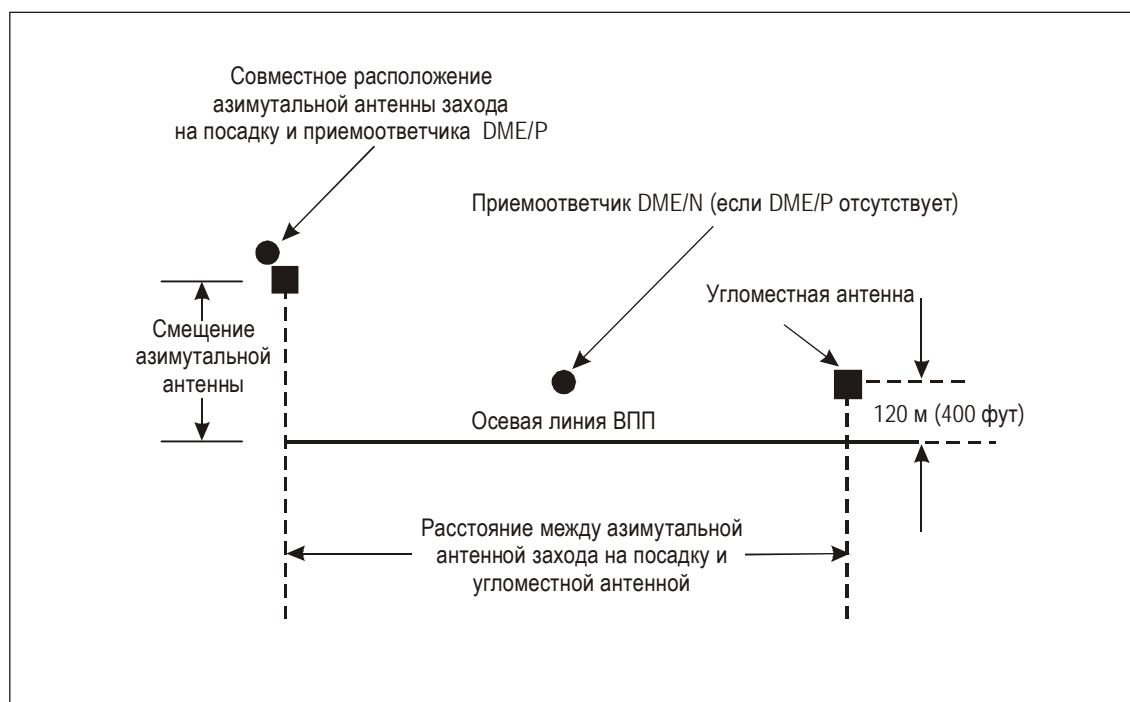 Совместное расположение
азимутальной антенны захода
на посадку и приемоответчика DME/P
Приемоответчик DME/N (если DME/P отсутствует)
Угломестная антенна
Смещение
азимутальной
антенны
120 м (400 фут)
Осевая линия ВПП
Расстояние между азимутальной
антенной захода на посадку и
угломестной антенной